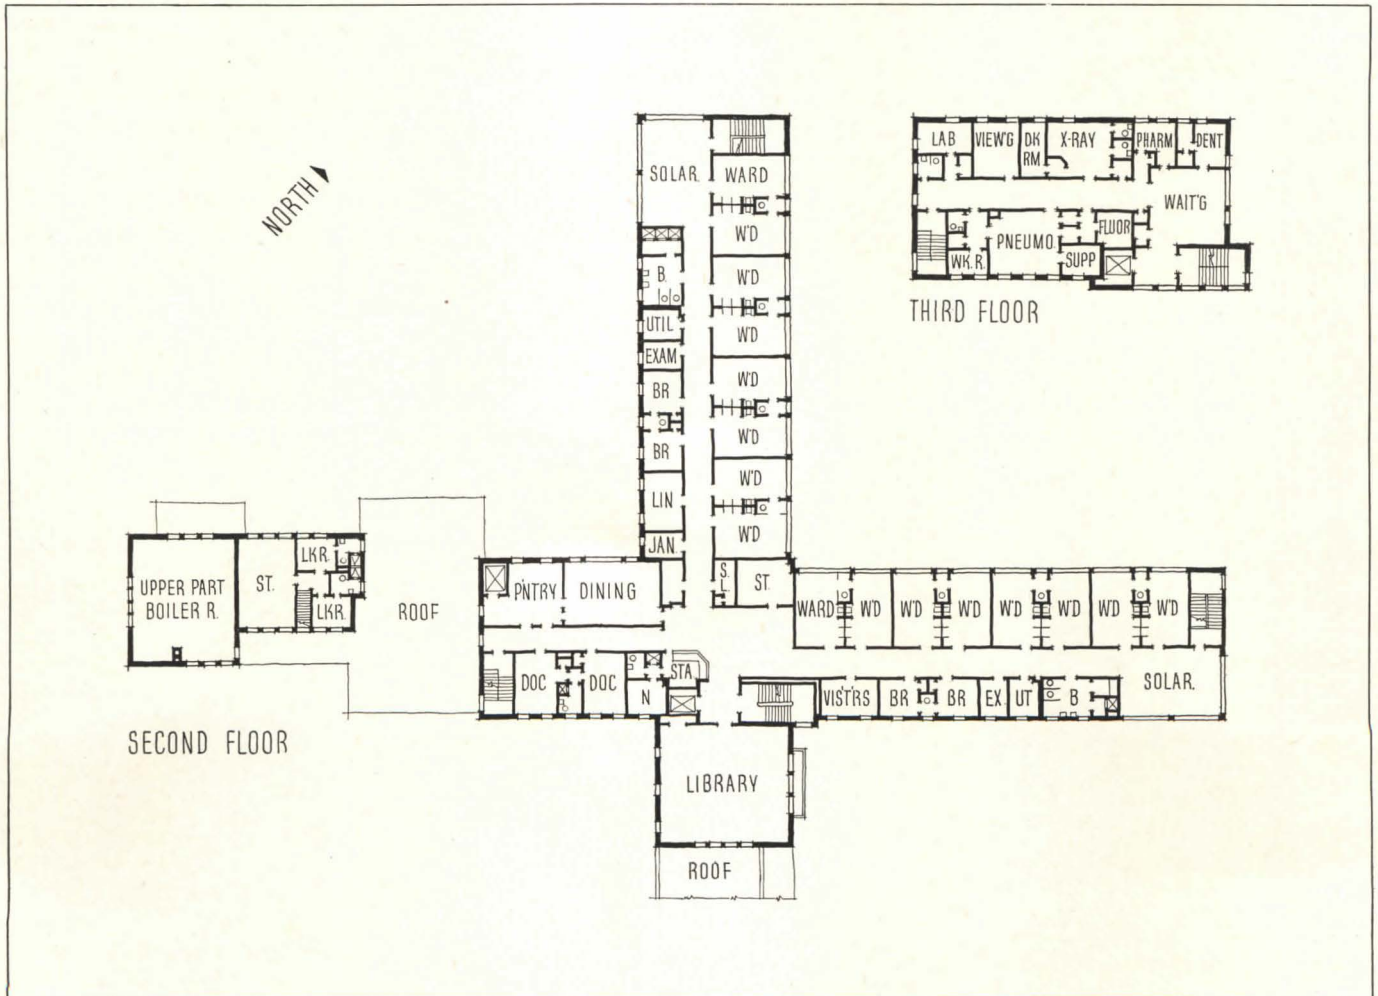 NORTH
SOLAR.
WARD
W'D
B.
W'D
UTIL
W'D
EXAM
BR
W'D
BR
W'D
LIN
W'D
JAN.
W'D
LAB
VIEW'G
DK
RM
X-RAY
PHARM
DENT
WAIT'G
PNEUMO.
FLUOR
WK. R.
SUPP
THIRD FLOOR
UPPER PART
BOILER R.
ST.
LKR.
LKR.
ROOF
P'NTRY
DINING
S.
L.
ST.
WARD
W'D
W'D
W'D
W'D
W'D
W'D
W'D
DOC
DOC
N
STA.
VIS'T'RS
BR
BR
EX.
UT
B
SOLAR.
SECOND FLOOR
LIBRARY
ROOF